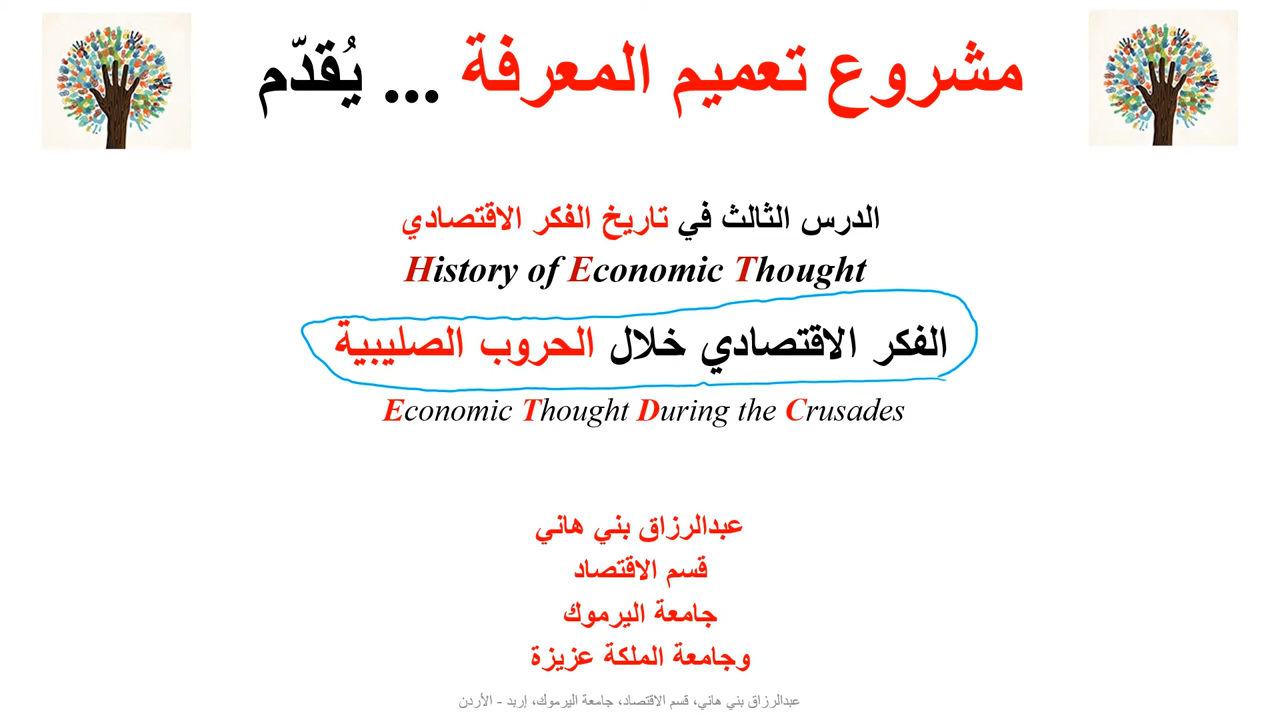 مشروع تعميم المعرفة ... يُقدّم
الدرس الثالث في تاريخ الفكر الاقتصادي
History of Economic Thought
الفكر الاقتصادي خلال الحروب الصليبية
Economic Thought During the Crusades
عبدالرزاق بني هاني
قسم الاقتصاد
جامعة اليرموك
وجامعة الملكة عزيزة
عبدالرزاق بني هاني، قسم الاقتصاد، جامعة اليرموك، إربد - الأردن